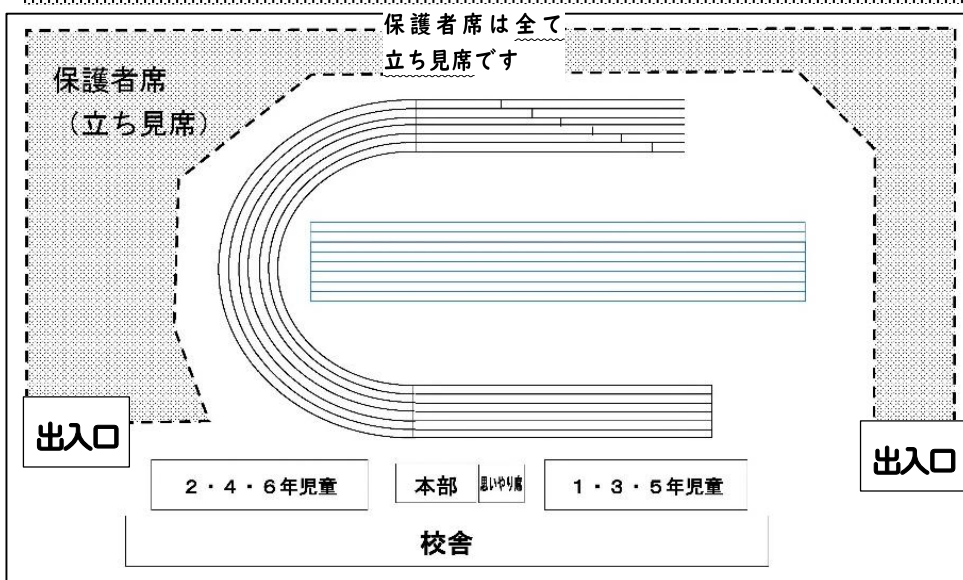 保護者席は全て
立ち見席です
保護者席
(立ち見席)
出入口
出入口
2・4・6年児童
本部
思いやり席
1・3・5年児童
校舎